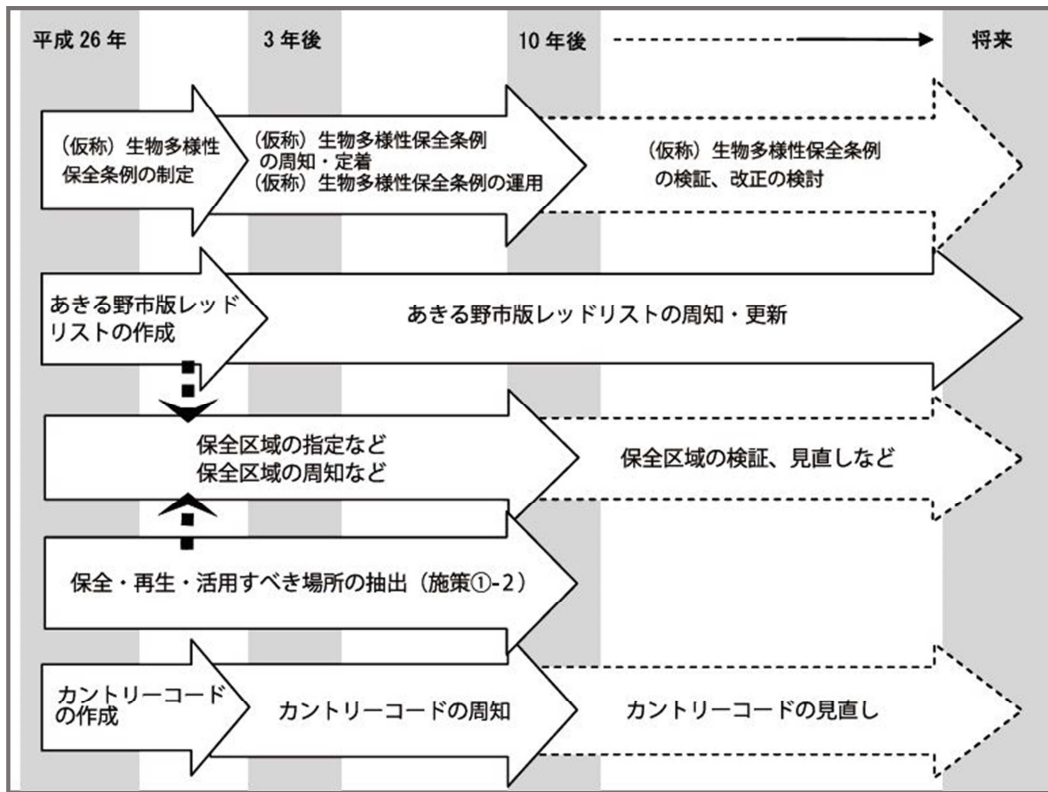 平成 26 年
3 年後
10 年後
将来
(仮称) 生物多様性
保全条例の制定
(仮称) 生物多様性保全条例
の周知・定着
(仮称) 生物多様性保全条例の運用
(仮称) 生物多様性保全条例
の検証、改正の検討
あきる野市版レッド
リストの作成
あきる野市版レッドリストの周知・更新
保全区域の指定など
保全区域の周知など
保全区域の検証、見直しなど
保全・再生・活用すべき場所の抽出（施策①-2）
カントリーコード
の作成
カントリーコードの周知
カントリーコードの見直し